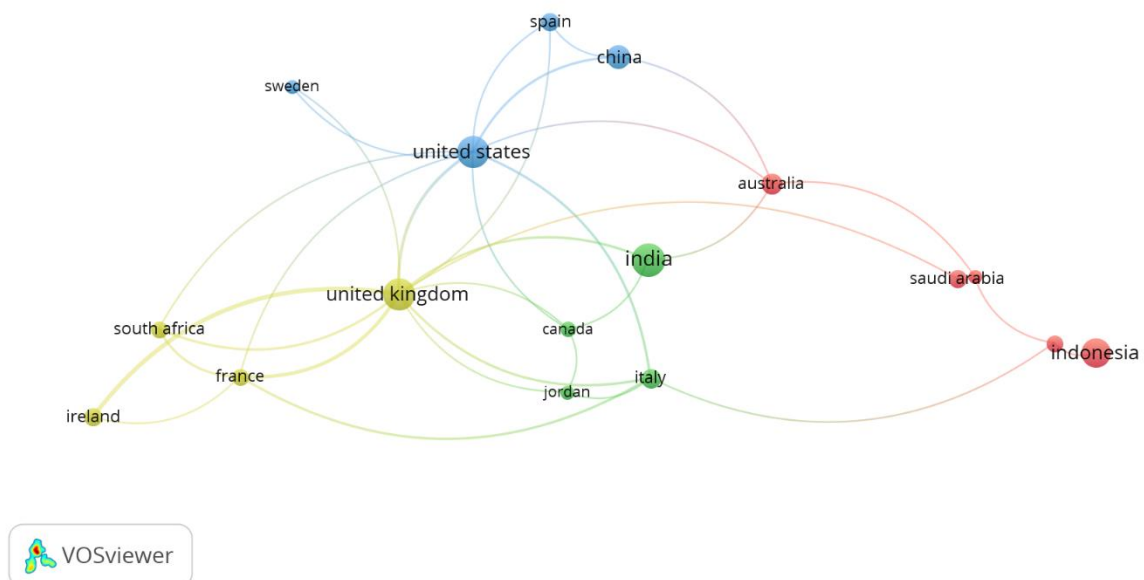 spain
china
sweden
united states
australia
india
saudi arabia
united kingdom
south africa
canada
indonesia
france
italy
jordan
ireland
VOSviewer